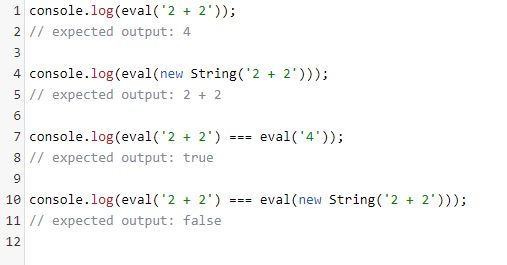 1 console.log(eval('2 + 2'));
2 // expected output: 4
3
4 console.log(eval(new String('2 + 2')));
5 // expected output: 2 + 2
6
7 console.log(eval('2 + 2') === eval('4'));
8 // expected output: true
9
10 console.log(eval('2 + 2') === eval(new String('2 + 2')));
11 // expected output: false
12